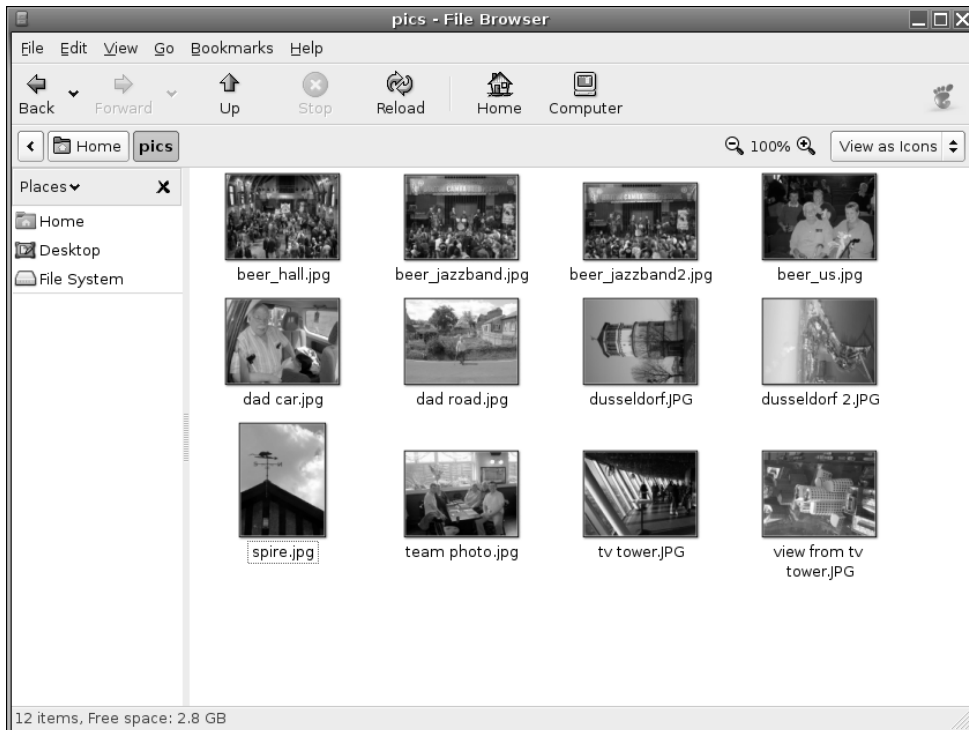 pics - File Browser
File Edit View Go Bookmarks Help
Back Forward Up Stop Reload Home Computer
Home pics 100% View as Icons
Places
Home
Desktop
File System
beer_hall.jpg beer_jazzband.jpg beer_jazzband2.jpg beer_us.jpg
dad car.jpg dad road.jpg dusseldorf.JPG dusseldorf 2.JPG
spire.jpg team photo.jpg tv tower.JPG view from tv
tower.JPG
12 items, Free space: 2.8 GB